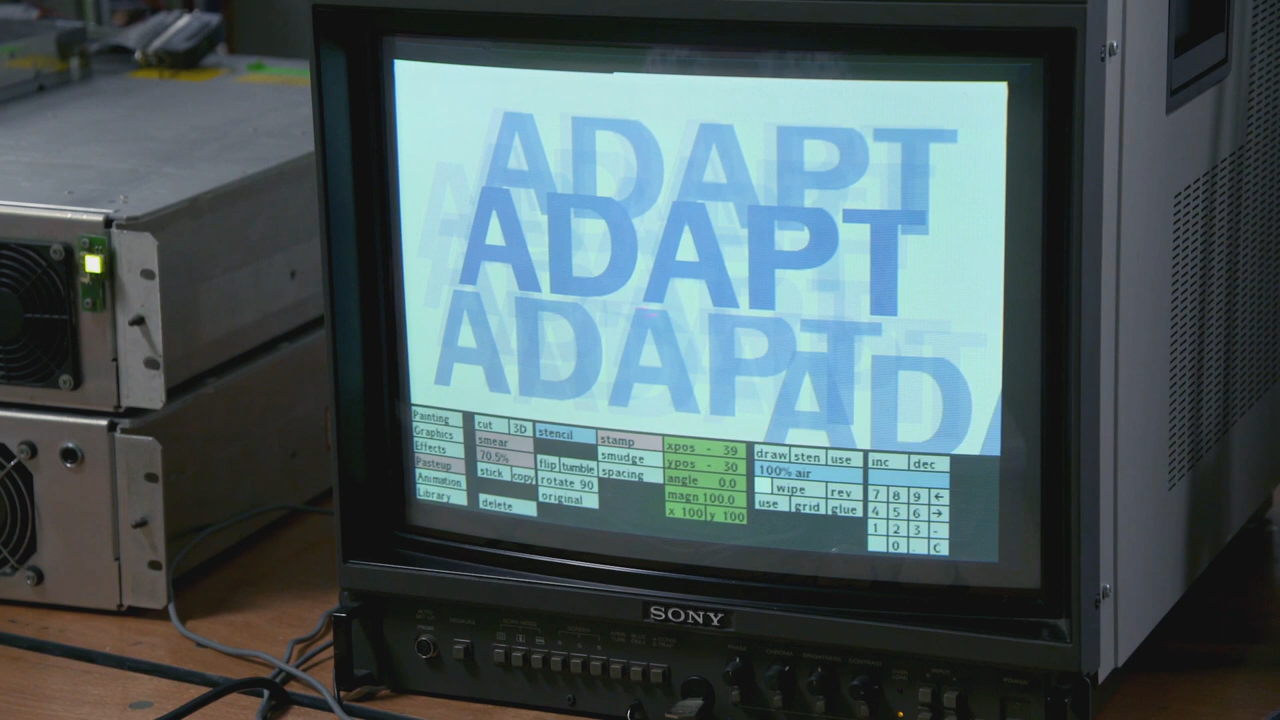 ADAPT
ADAPT
ADAPT
AD
Painting
Graphics
Effects
Pasteup
Animation
Library
cut 3D
smear
70.5%
stick copy
delete
stencil
flip tumble
rotate 90
original
stamp
smudge
spacing
xpos - 39
ypos - 30
angle 0.0
magn 100.0
x 100 y 100
draw sten use
100% air
wipe rev
use grid glue
inc dec
7 8 9 ←
4 5 6 →
1 2 3 -
0 . C
SONY